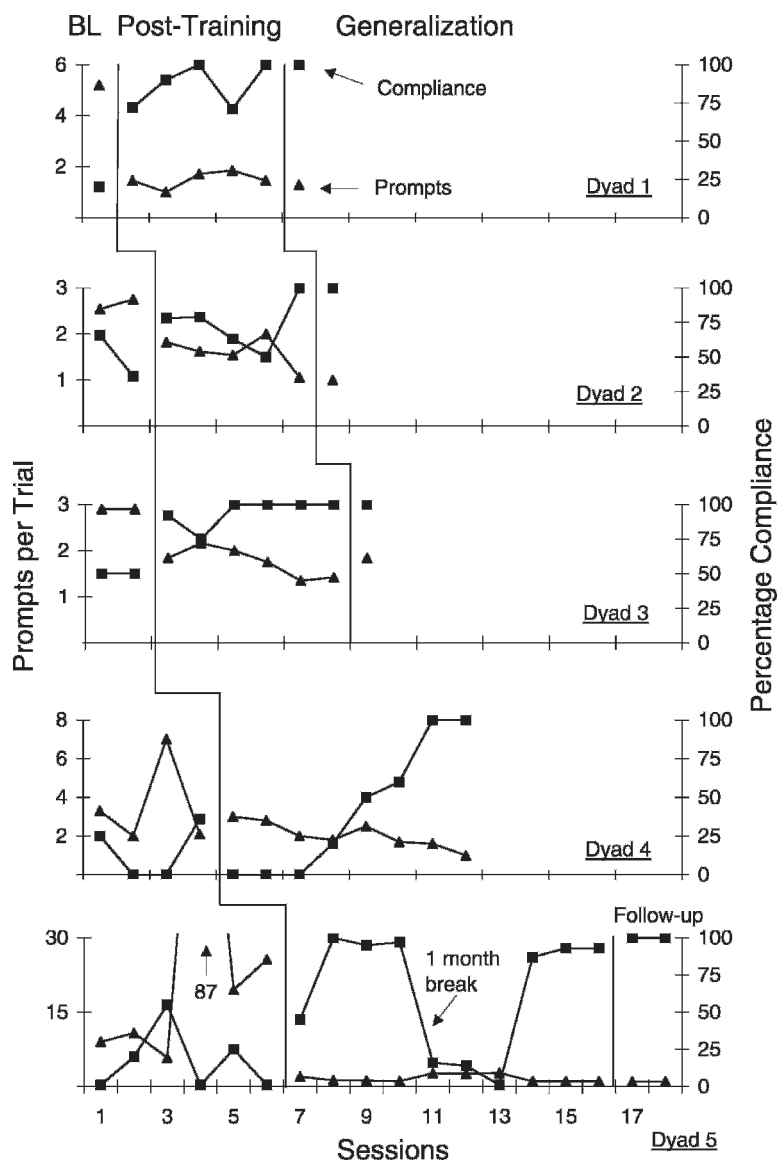 BL Post-Training Generalization
6 100
Compliance
75
4
50
2
Prompts 25
Dyad 1
0
3 100
75
2
50
1
25
Dyad 2
0
Prompts per Trial
Percentage Compliance
3 100
75
2
50
1
25
Dyad 3
0
8 100
75
6
4 50
2 25
Dyad 4
0
Follow-up
30 100
1 month
break
75
87
15 50
25
0
1 3 5 7 9 11 13 15 17
Sessions
Dyad 5